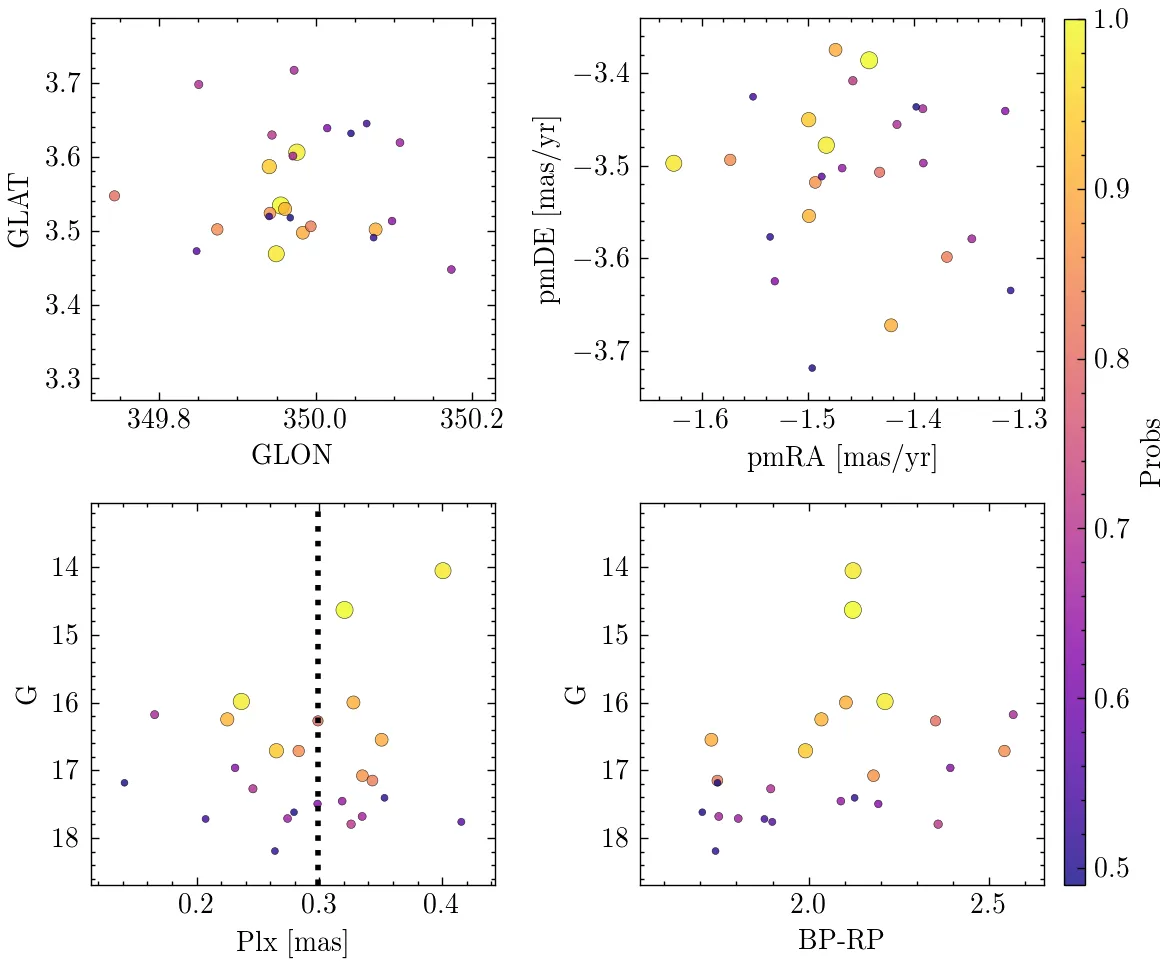 3.7
3.6
3.5
3.4
3.3
GLAT
349.8 350.0 350.2
GLON
−3.4
−3.5
−3.6
−3.7
pmDE [mas/yr]
−1.6 −1.5 −1.4 −1.3
pmRA [mas/yr]
14
15
16
17
18
G
0.2 0.3 0.4
Plx [mas]
14
15
16
17
18
G
2.0 2.5
BP-RP
1.0
0.9
0.8
0.7
0.6
0.5
Probs